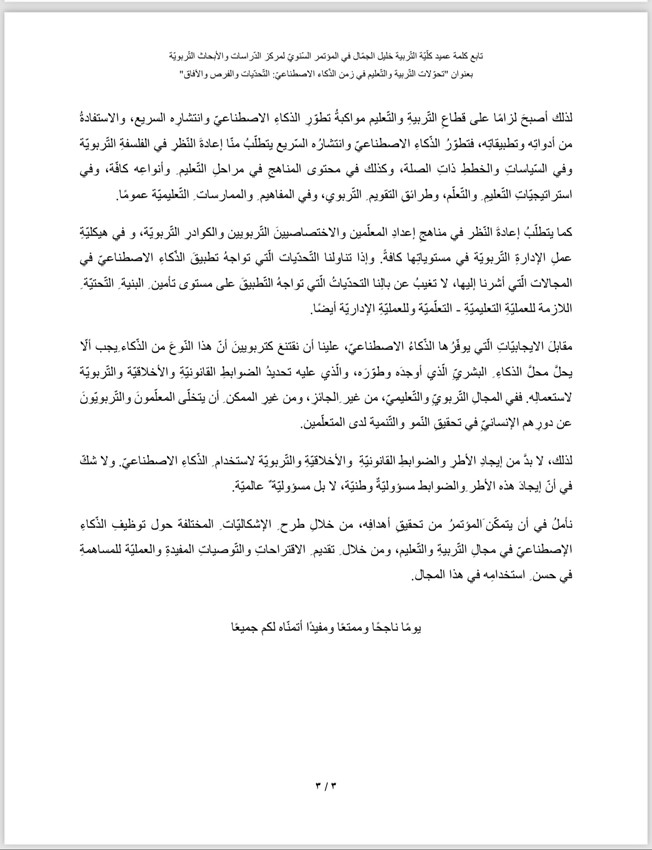 تابع كلمة عميد كلّيّة التّربية خليل الجمّال في المؤتمر السّنويّ لمركز الدّراسات والأبحاث التّربويّة
بعنوان "تحوّلات التّربية والتّعليم في زمن الذّكاء الاصطناعيّ: التّحدّيات والفرص والآفاق"
لذلك أصبحَ لزامًا على قطاعِ التّربيةِ والتّعليم مواكبةُ تطوّرِ الذكاءِ الاصطناعيّ وانتشارِه السريع، والاستفادةُ
من أدواتِه وتطبيقاتِه، فتطوّرُ الذّكاءِ الاصطناعيّ وانتشارُه السّريع يتطلّبُ منّا إعادةَ النّظر في الفلسفةِ التّربويّة
وفي السّياساتِ والخططِ ذاتِ الصلة، وكذلك في محتوى المناهجِ في مراحلِ التّعليمِ وأنواعِه كافّة، وفي
استراتيجيّاتِ التّعليمِ والتّعلّم، وطرائق التقويمِ التّربوي، وفي المفاهيمِ والممارساتِ التّعليميّة عمومًا.
كما يتطلّبُ إعادةَ النّظر في مناهجِ إعدادِ المعلّمين والاختصاصيينَ التّربويين والكوادرِ التّربويّة، و في هيكليّةِ
عملِ الإدارةِ التّربويّة في مستوياتِها كافةً. وإذا تناولنا التّحدّيات الّتي تواجهُ تطبيقَ الذّكاءِ الاصطناعيّ في
المجالات الّتي أشرنا إليها، لا تغيبُ عن بالِنا التحدّياتُ الّتي تواجهُ التّطبيقَ على مستوى تأمينِ البنيةِ التّحتيّةِ
اللازمة للعمليّةِ التعليميّةِ - التعلّميّة وللعمليّةِ الإداريّة أيضًا.
مقابلَ الايجابيّاتِ الّتي يوفّرُها الذّكاءُ الاصطناعيّ، علينا أن نقتنعَ كتربويينَ أنّ هذا النّوعَ من الذّكاءِ يجب ألّا
يحلَّ محلَّ الذكاءِ البشريّ الّذي أوجدَه وطوّرَه، والّذي عليه تحديدُ الضوابطِ القانونيّةِ والأخلاقيّة والتّربويّة
لاستعمالِه. ففي المجالِ التّربويّ والتّعليميّ، من غيرِ الجائز، ومن غيرِ الممكنِ أن يتخلّى المعلّمونَ والتّربويّونَ
عن دورِهم الإنسانيّ في تحقيقِ النّموِ والتّنمية لدى المتعلّمين.
لذلك، لا بدَّ من إيجادِ الأطرِ والضوابطِ القانونيّةِ والأخلاقيّةِ والتّربويّة لاستخدامِ الذّكاءِ الاصطناعيّ. ولا شكّ
في أنّ إيجادَ هذه الأطرِ والضوابط مسؤوليّةٌ وطنيّة، لا بل مسؤوليّةً عالميّة.
نأملُ في أن يتمكّنَ المؤتمرُ من تحقيقِ أهدافِه، من خلالِ طرحِ الإشكاليّات المختلفة حول توظيفِ الذّكاءِ
الإصطناعيّ في مجالِ التّربيةِ والتّعليم، ومن خلال تقديمِ الاقتراحاتِ والتّوصياتِ المفيدةِ والعمليّة للمساهمةِ
في حسنِ استخدامِه في هذا المجال.
يومًا ناجحًا وممتعًا ومفيدًا أتمنّاه لكم جميعًا
٣ / ٣